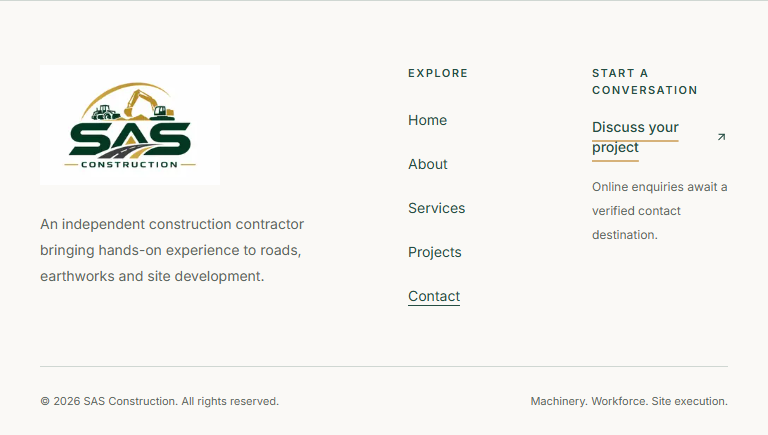 SAS
CONSTRUCTION
An independent construction contractor
bringing hands-on experience to roads,
earthworks and site development.
EXPLORE
Home
About
Services
Projects
Contact
START A
CONVERSATION
Discuss your
project
Online enquiries await a
verified contact
destination.
© 2026 SAS Construction. All rights reserved.
Machinery. Workforce. Site execution.